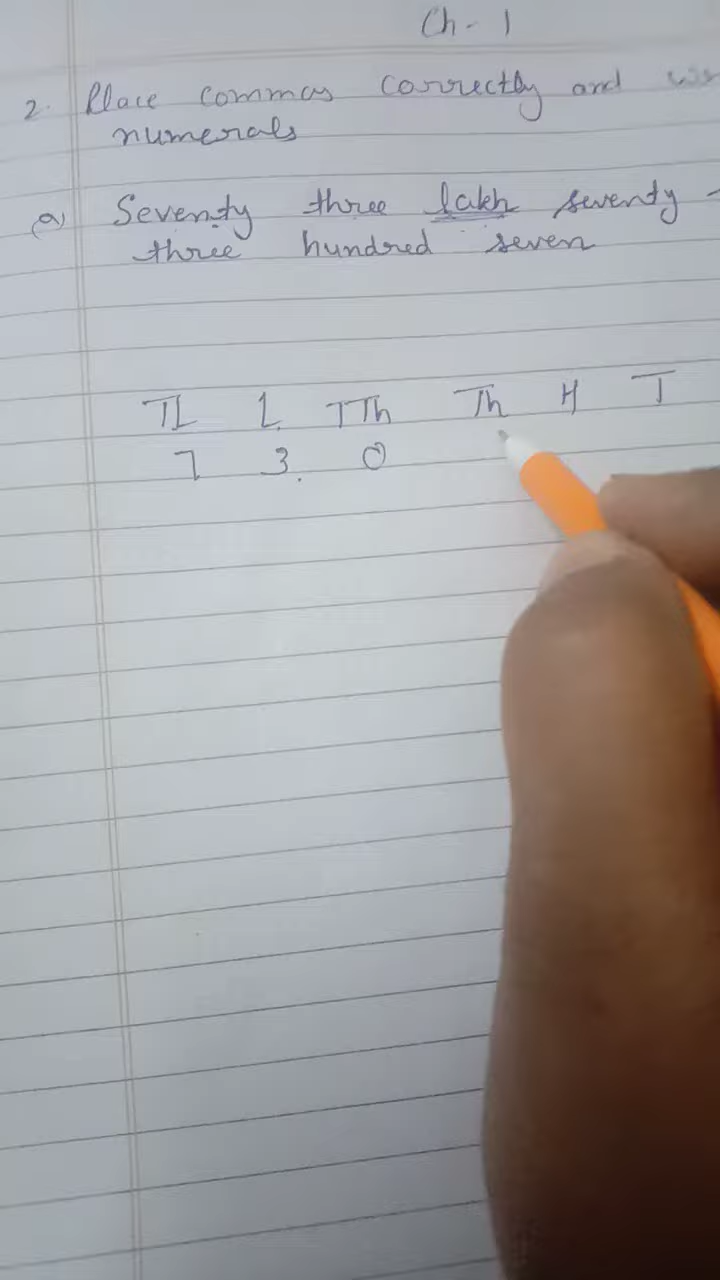 Ch - 1
2. Place commas correctly and
numerals
a) Seventy three lakh seventy -
three hundred seven
TL L TTh Th H T
7 3 0